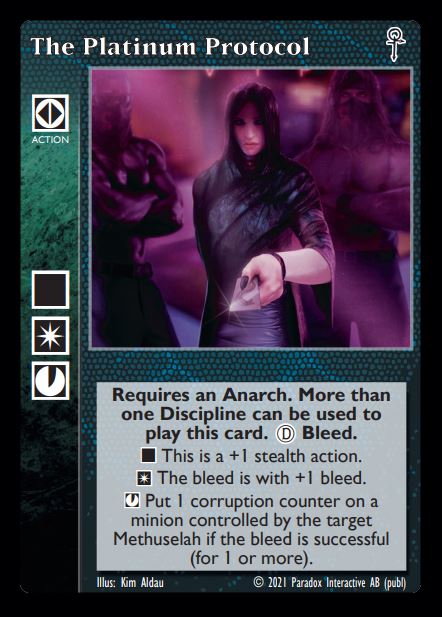 The Platinum Protocol
ACTION
Requires an Anarch. More than
one Discipline can be used to
play this card. Ⓓ Bleed.
This is a +1 stealth action.
The bleed is with +1 bleed.
Put 1 corruption counter on a
minion controlled by the target
Methuselah if the bleed is successful
(for 1 or more).
Illus: Kim Aldau © 2021 Paradox Interactive AB (publ)